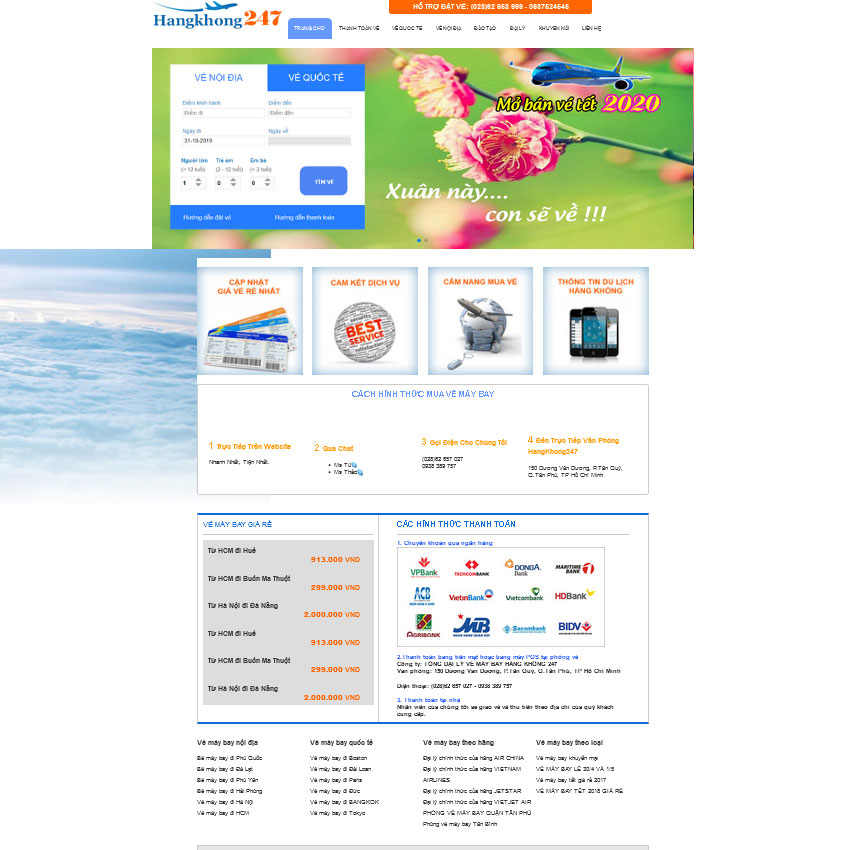 Hangkhong247
HỖ TRỢ ĐẶT VÉ: (028)62 658 999 - 0987524545
TRANG CHỦ THANH TOÁN VÉ VÉ QUỐC TẾ VÉ NỘI ĐỊA ĐÀO TẠO ĐẠI LÝ KHUYẾN MÃI LIÊN HỆ
VÉ NỘI ĐỊA VÉ QUỐC TẾ
Điểm khởi hành Điểm đến
Điểm đi Điểm đến
Ngày đi Ngày về
31-10-2019
Người lớn Trẻ em Em bé
(> 12 tuổi) (2 - 12 tuổi) (< 2 tuổi)
1 0 0
TÌM VÉ
Hướng dẫn đặt vé Hướng dẫn thanh toán
Mở bán vé tết 2020
Xuân này....
con sẽ về !!!
CẬP NHẬT
GIÁ VÉ RẺ NHẤT
CAM KẾT DỊCH VỤ
BEST
SERVICE
CẨM NANG MUA VÉ
THÔNG TIN DU LỊCH
HÀNG KHÔNG
CÁCH HÌNH THỨC MUA VÉ MÁY BAY
1 Trực Tiếp Trên Website
Nhanh Nhất, Tiện Nhất.
2 Qua Chat
Ms Tú
Ms Thảo
3 Gọi Điện Cho Chúng Tôi
(028)62 657 027
0938 389 757
4 Đến Trực Tiếp Văn Phòng
HangKhong247
150 Dương Văn Dương, P.Tân Quý,
Q.Tân Phú, TP Hồ Chí Minh
VÉ MÁY BAY GIÁ RẺ
Từ HCM đi Huế
913.000 VND
Từ HCM đi Buôn Ma Thuột
299.000 VND
Từ Hà Nội đi Đà Nẵng
2.000.000 VND
Từ HCM đi Huế
913.000 VND
Từ HCM đi Buôn Ma Thuột
299.000 VND
Từ Hà Nội đi Đà Nẵng
2.000.000 VND
CÁC HÌNH THỨC THANH TOÁN
1. Chuyển khoản qua ngân hàng
VPBank TECHCOMBANK DONGA Bank MARITIME BANK
ACB VietinBank Vietcombank HDBank
AGRIBANK MB Sacombank BIDV
2.Thanh toán bằng tiền mặt hoặc bằng máy POS tại phòng vé
Công ty: TỔNG ĐẠI LÝ VÉ MÁY BAY HÀNG KHÔNG 247
Văn phòng: 150 Dương Văn Dương, P.Tân Quý, Q.Tân Phú, TP Hồ Chí Minh
Điện thoại: (028)62 657 027 - 0938 389 757
3. Thanh toán tại nhà
Nhân viên của chúng tôi sẽ giao vé và thu tiền theo địa chỉ của quý khách
cung cấp.
Vé máy bay nội địa
Vé máy bay đi Phú Quốc
Vé máy bay đi Đà Lạt
Vé máy bay đi Phú Yên
Vé máy bay đi Hải Phòng
Vé máy bay đi Hà Nội
Vé máy bay đi HCM
Vé máy bay quốc tế
Vé máy bay đi Boston
Vé máy bay đi Đài Loan
Vé máy bay đi Paris
Vé máy bay đi Đức
Vé máy bay đi BANGKOK
Vé máy bay đi Tokyo
Vé máy bay theo hãng
Đại lý chính thức của hãng AIR CHINA
Đại lý chính thức của hãng VIETNAM
AIRLINES
Đại lý chính thức của hãng JETSTAR
Đại lý chính thức của hãng VIETJET AIR
PHÒNG VÉ MÁY BAY QUẬN TÂN PHÚ
Phòng vé máy bay Tân Bình
Vé máy bay theo loại
Vé máy bay khuyến mại
VÉ MÁY BAY LỄ 30/4 VÀ 1/5
Vé máy bay tết giá rẻ 2017
VÉ MÁY BAY TẾT 2018 GIÁ RẺ